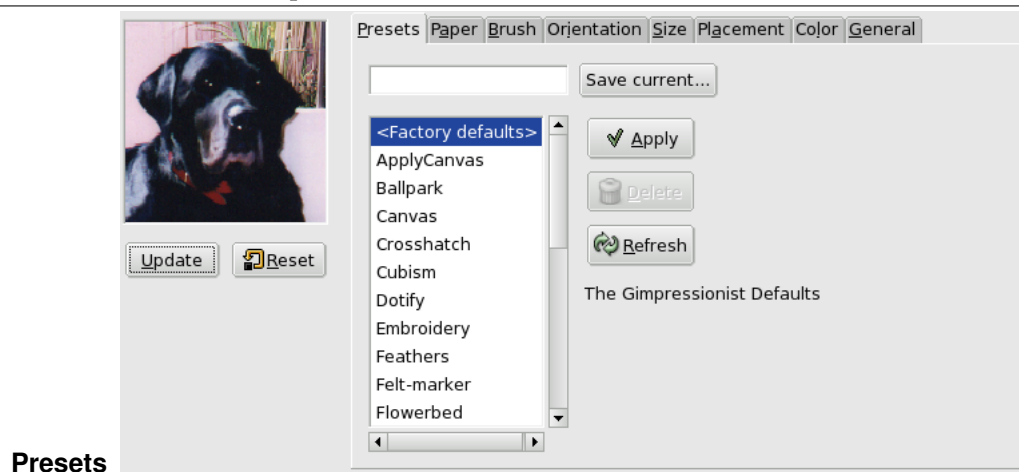 Presets Paper Brush Orientation Size Placement Color General
Save current...
<Factory defaults>
ApplyCanvas
Ballpark
Canvas
Crosshatch
Cubism
Dotify
Embroidery
Feathers
Felt-marker
Flowerbed
Apply
Delete
Refresh
The Gimpressionist Defaults
Update Reset
Presets